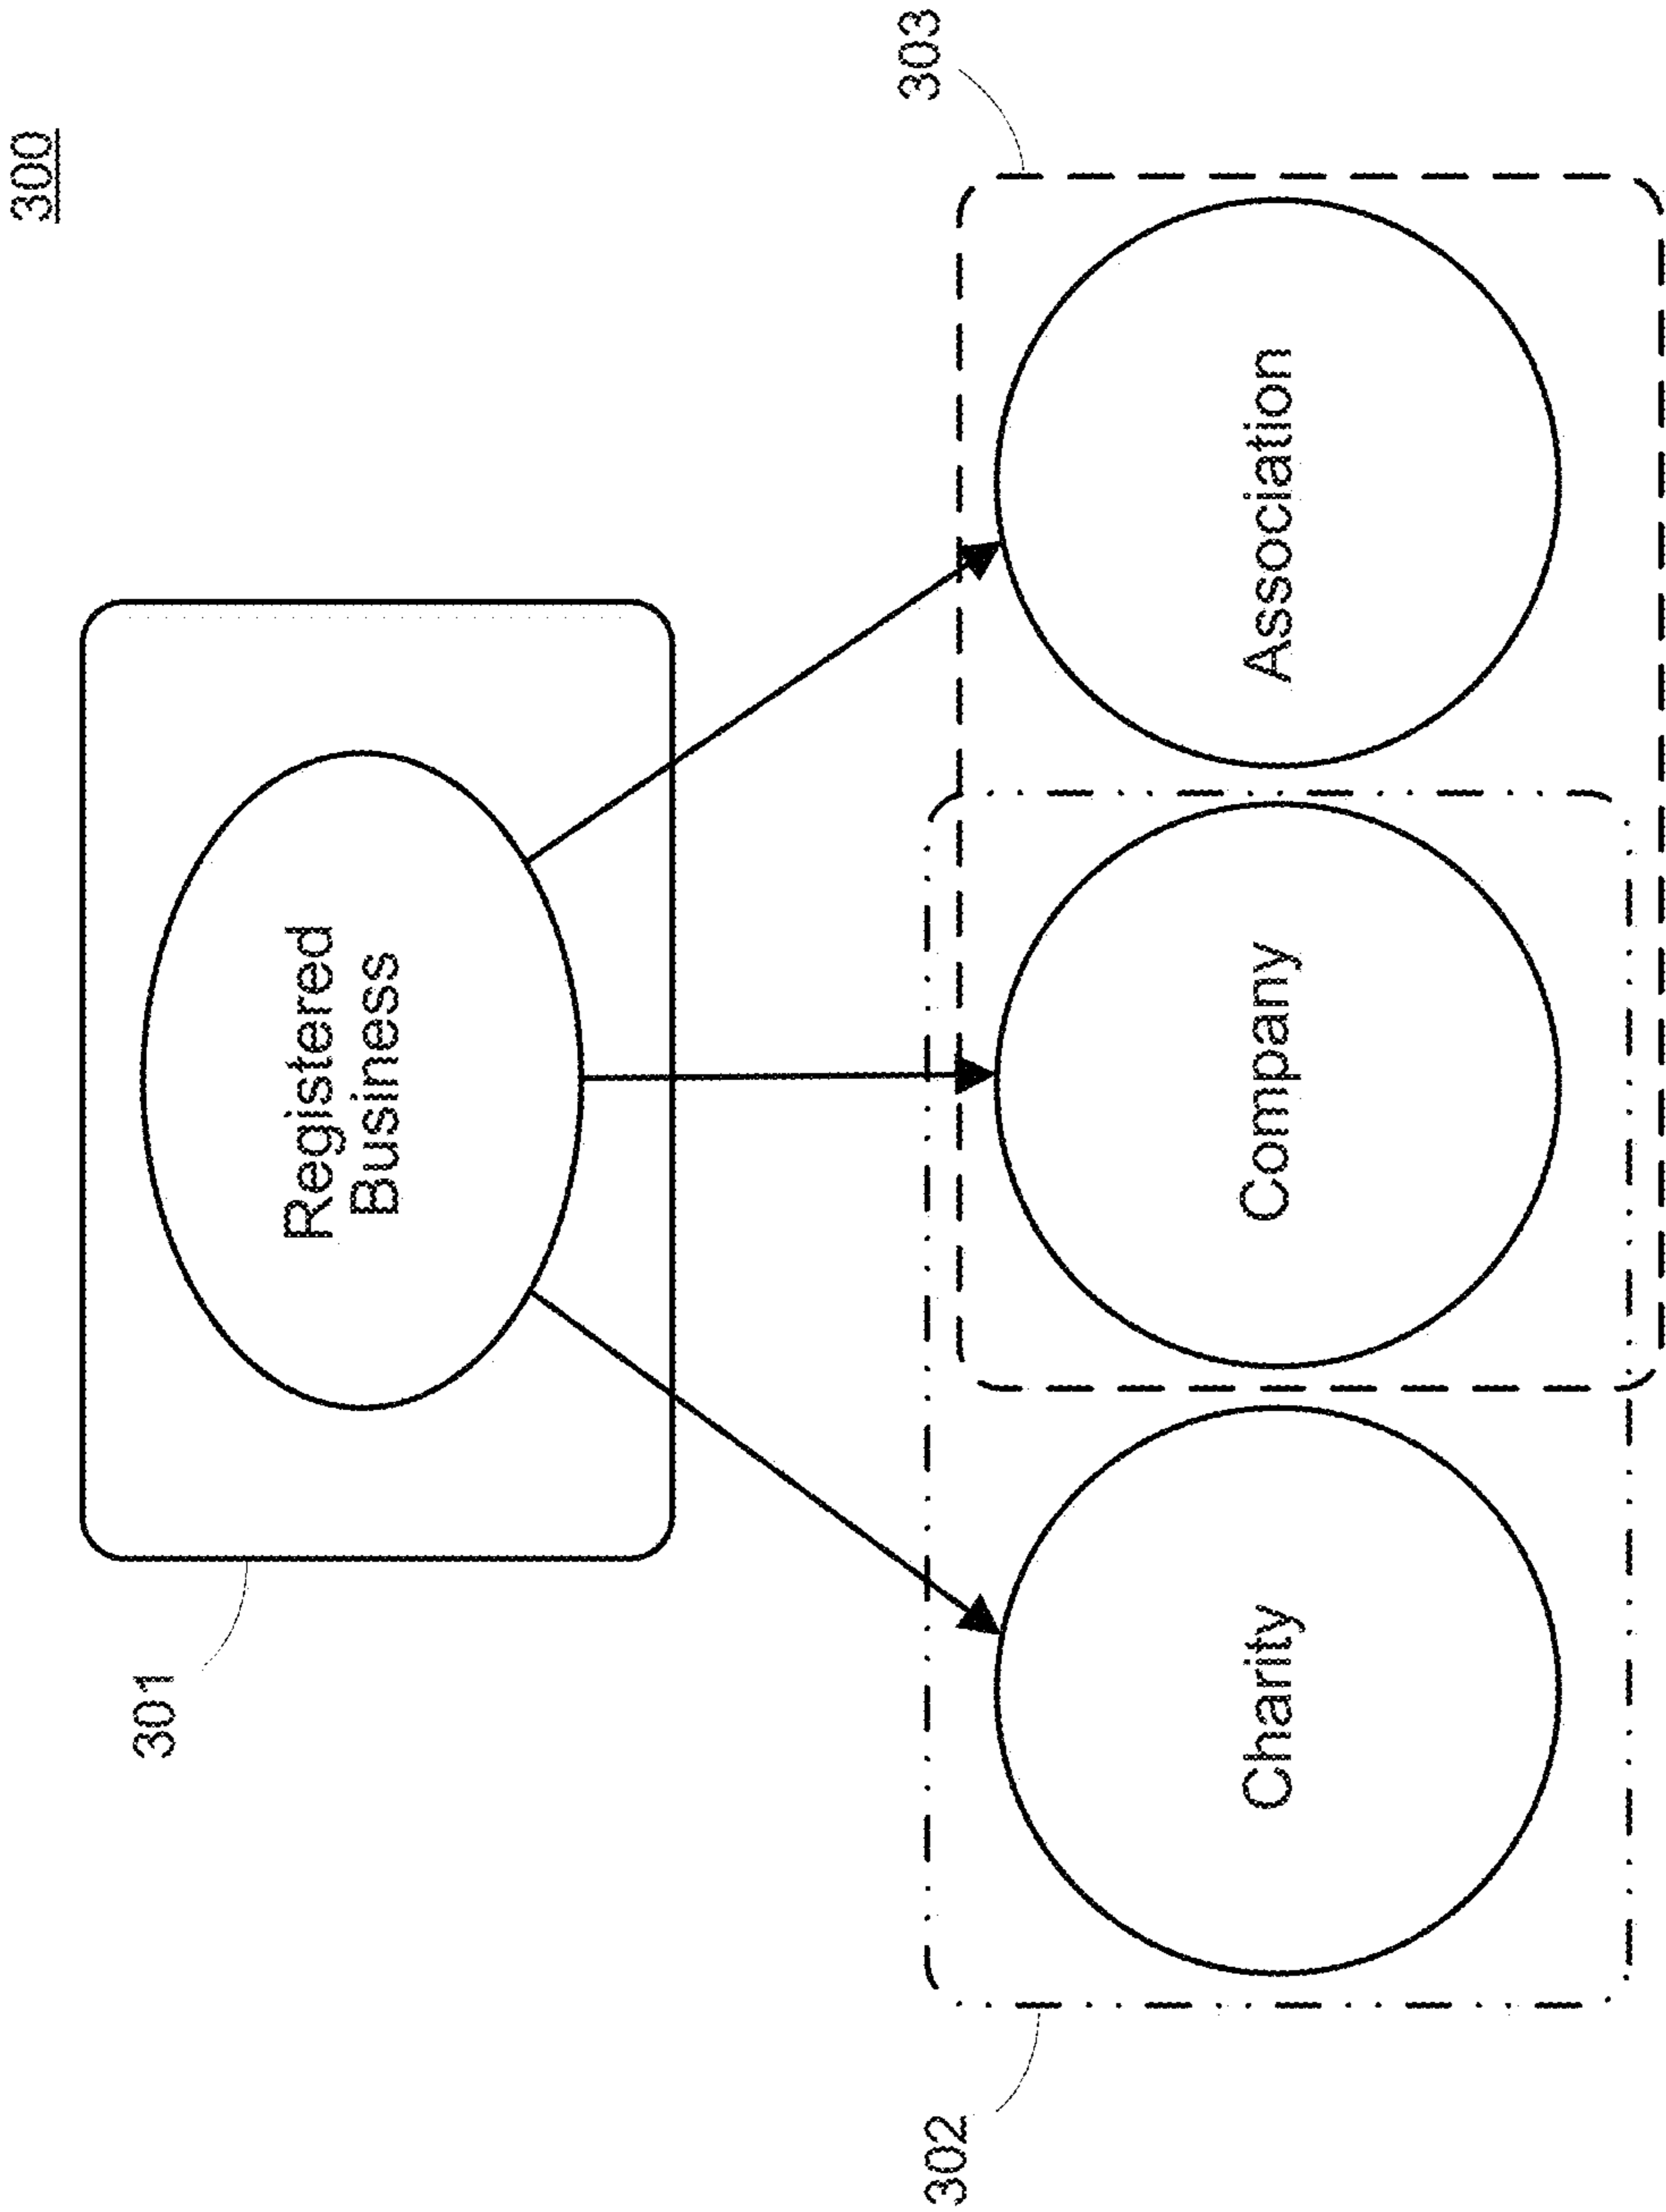 300
301
Registered
Business
303
302
Charity
Company
Association